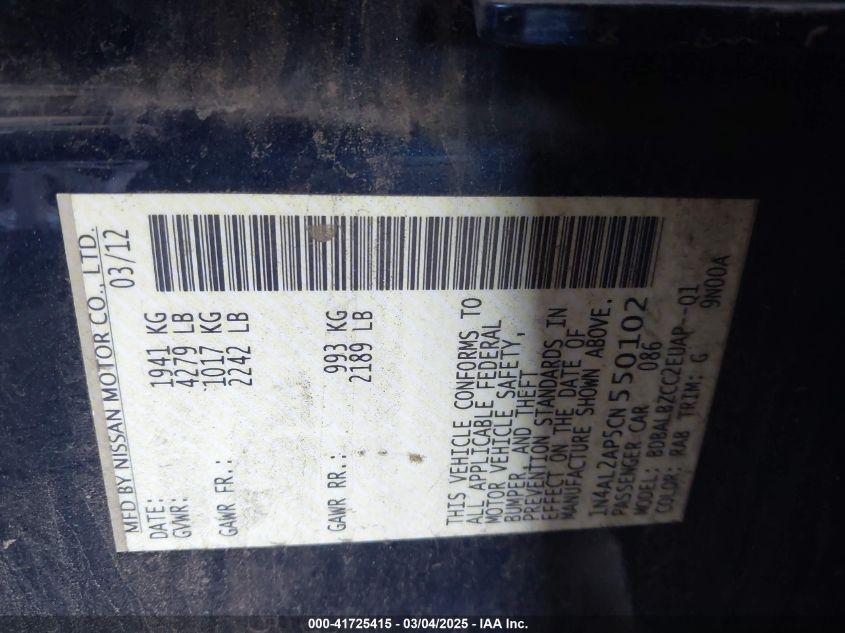 MFD BY NISSAN MOTOR CO., LTD.
DATE: 03/12
GVWR: 1941 KG
4279 LB
GAWR FR.: 1017 KG
2242 LB
GAWR RR.: 993 KG
2189 LB
THIS VEHICLE CONFORMS TO
ALL APPLICABLE FEDERAL
MOTOR VEHICLE SAFETY,
BUMPER, AND THEFT
PREVENTION STANDARDS IN
EFFECT ON THE DATE OF
MANUFACTURE SHOWN ABOVE.
1N4AL2AP5CN550102
PASSENGER CAR 086
MODEL: BDBALBZCC2EUAP--Q1
COLOR: RAB TRIM: G 9N00A
000-41725415 - 03/04/2025 - IAA Inc.